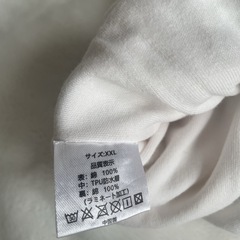 サイズ:XXL
品質表示
表: 綿 100%
中: TPU防水膜
裏: 綿 100%
(ラミネート加工)
中国製